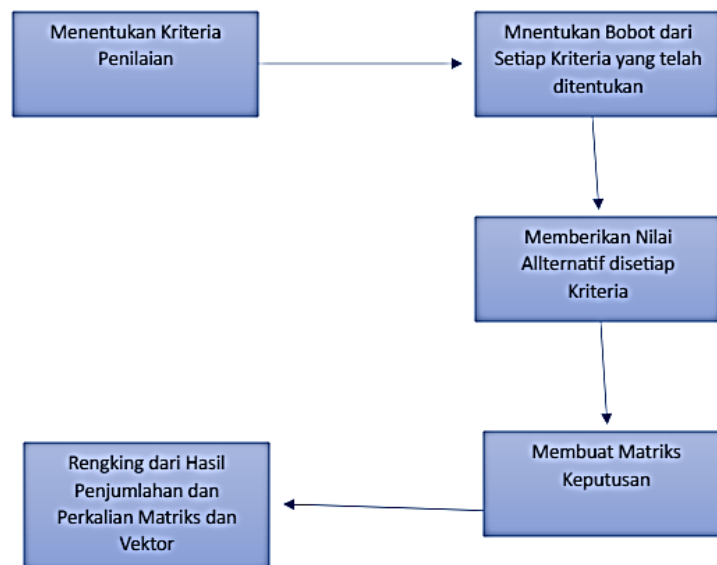 Menentukan Kriteria
Penilaian
Mnentukan Bobot dari
Setiap Kriteria yang telah
ditentukan
Memberikan Nilai
Allternatif disetiap
Kriteria
Membuat Matriks
Keputusan
Rengking dari Hasil
Penjumlahan dan
Perkalian Matriks dan
Vektor